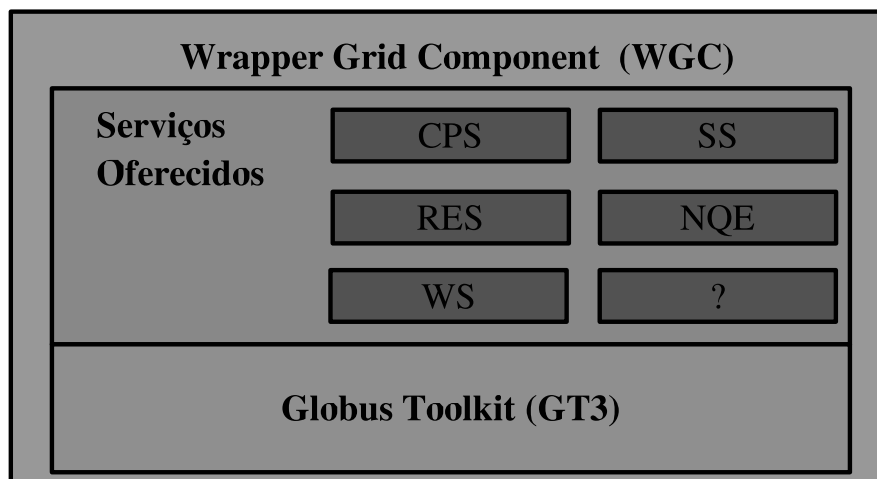 Wrapper Grid Component (WGC)
Serviços
Oferecidos
CPS
SS
RES
NQE
WS
?
Globus Toolkit (GT3)